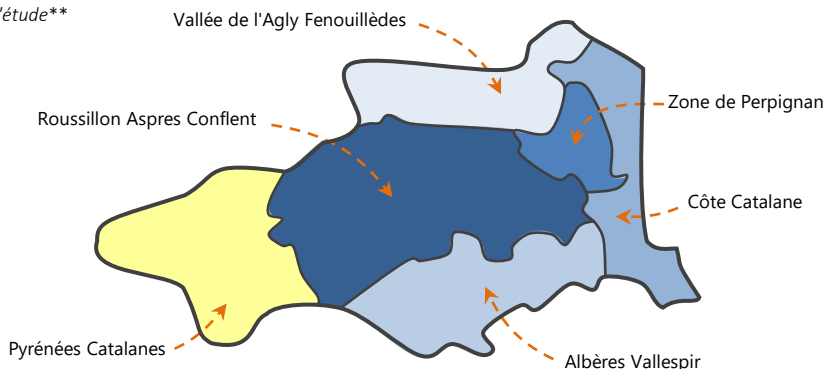 'étude**
Vallée de l'Agly Fenouillèdes
Zone de Perpignan
Roussillon Aspres Conflent
Côte Catalane
Pyrénées Catalanes
Albères Vallespir